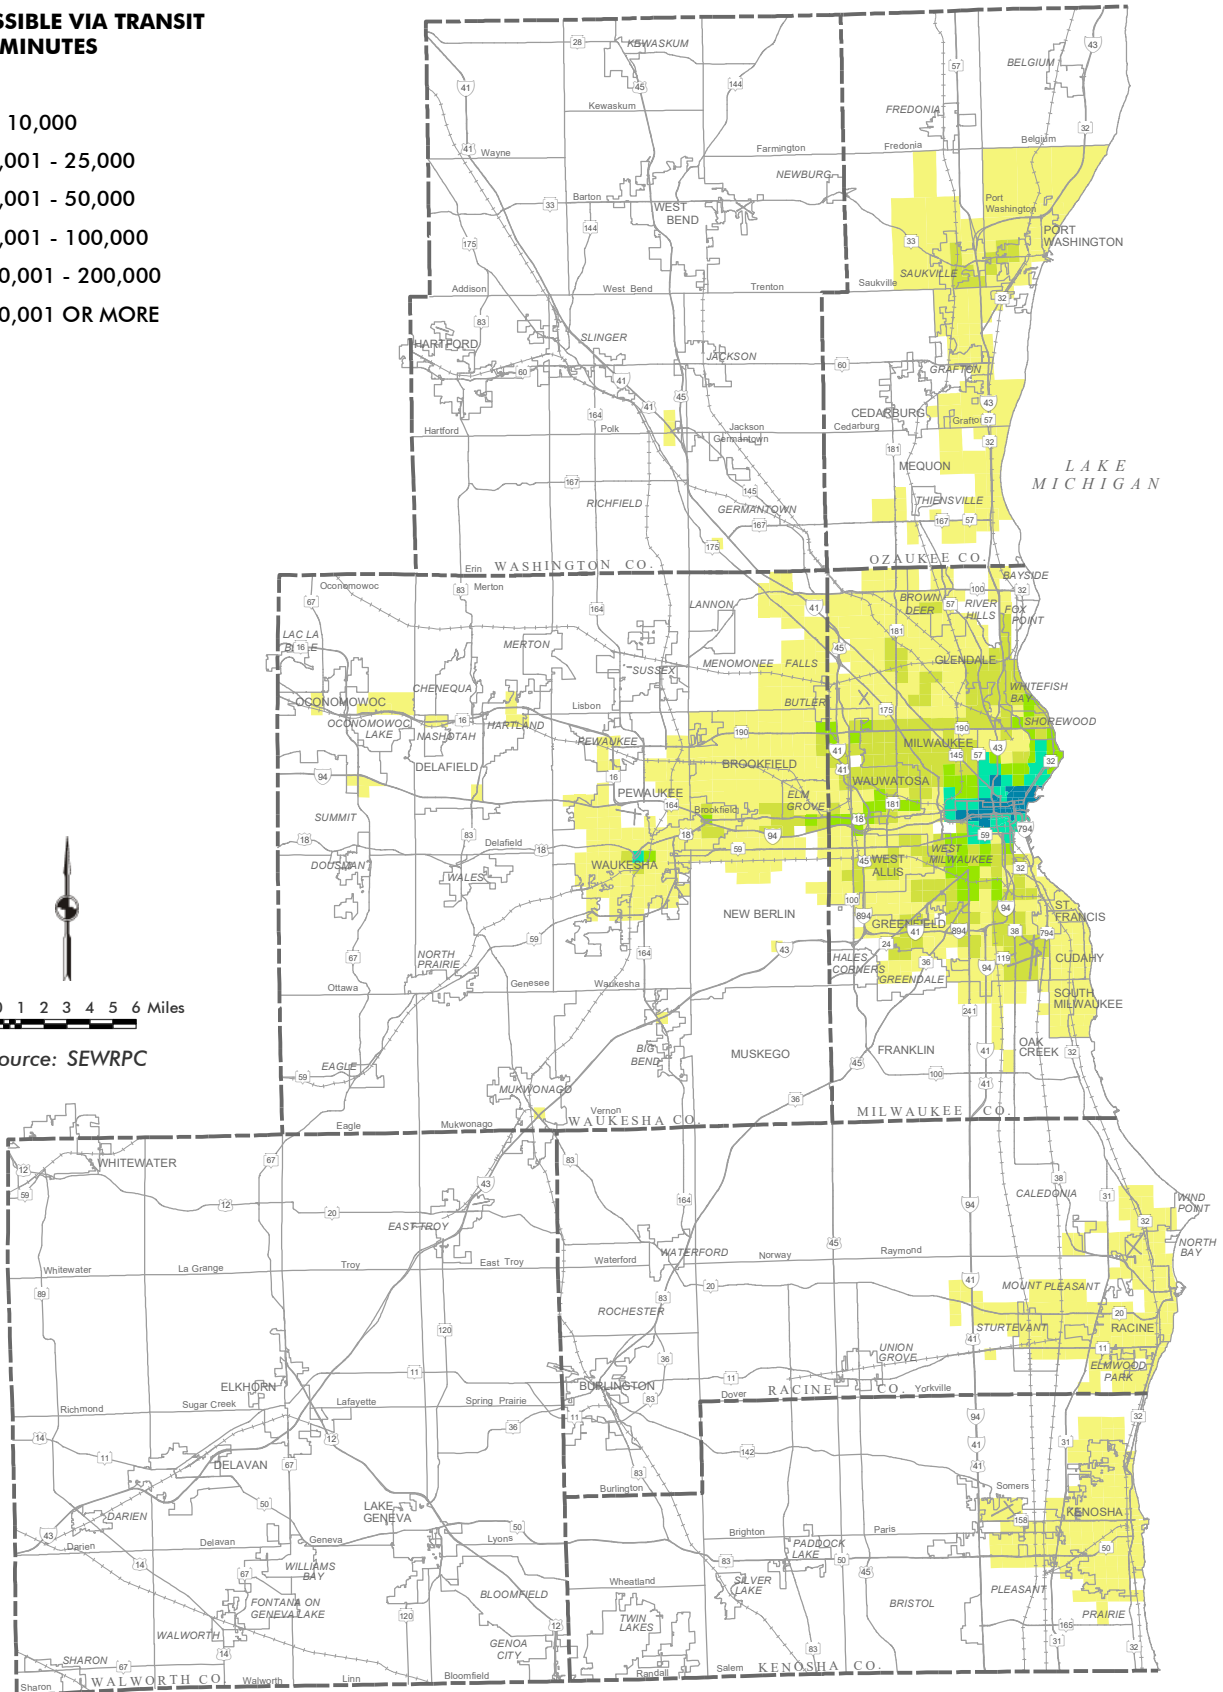 SSIBLE VIA TRANSIT
MINUTES
10,000
,001 - 25,000
,001 - 50,000
,001 - 100,000
0,001 - 200,000
0,001 OR MORE
KEWASKUM
BELGIUM
Kewaskum
FREDONIA
Wayne
Farmington
Fredonia
Belgium
NEWBURG
Barton
WEST
BEND
Port
Washington
PORT
WASHINGTON
SAUKVILLE
Addison
West Bend
Trenton
Saukville
HARTFORD
SLINGER
JACKSON
GRAFTON
CEDARBURG
Hartford
Polk
Jackson
Germantown
Cedarburg
Grafto
MEQUON
LAKE
MICHIGAN
RICHFIELD
GERMANTOWN
THIENSVILLE
Erin
WASHINGTON CO.
OZAUKEE CO.
Oconomowoc
Merton
BAYSIDE
LANNON
BROWN
DEER
RIVER
HILLS
FOX
POINT
LAC LA
MERTON
SUSSEX
MENOMONEE FALLS
GLENDALE
CHENEQUA
WHITEFISH
BAY
OCONOMOWOC
OCONOMOWOC
LAKE
NASHOTAH
HARTLAND
Lisbon
BUTLER
SHOREWOOD
PEWAUKEE
MILWAUKEE
DELAFIELD
BROOKFIELD
WAUWATOSA
PEWAUKEE
ELM
GROVE
Brookfield
SUMMIT
Delafield
DOUSMAN
WALES
WAUKESHA
WEST
ALLIS
WEST
MILWAUKEE
NEW BERLIN
ST
FRANCIS
GREENFIELD
NORTH
PRAIRIE
HALES
CORNERS
CUDAHY
GREENDALE
Ottawa
Genesee
Waukesha
SOUTH
MILWAUKEE
0 1 2 3 4 5 6 Miles
ource: SEWRPC
BIG
BEND
MUSKEGO
FRANKLIN
OAK
CREEK
EAGLE
MUKWONAGO
Vernon
Eagle
Mukwonago
WAUKESHA CO.
MILWAUKEE CO.
WHITEWATER
CALEDONIA
WIND
POINT
EAST TROY
WATERFORD
NORTH
BAY
Whitewater
La Grange
Troy
East Troy
Waterford
Norway
Raymond
MOUNT PLEASANT
ROCHESTER
STURTEVANT
RACINE
UNION
GROVE
ELMWOOD
PARK
ELKHORN
BURLINGTON
Richmond
Sugar Creek
Lafayette
Spring Prairie
Dover
RACINE CO.
Yorkville
DELAVAN
Burlington
Somers
LAKE
GENEVA
KENOSHA
DARIEN
Darien
Delavan
Geneva
Lyons
Brighton
Paris
PADDOCK
LAKE
WILLIAMS
BAY
BLOOMFIELD
Wheatland
SILVER
LAKE
PLEASANT
PRAIRIE
FONTANA ON
GENEVA LAKE
BRISTOL
TWIN
LAKES
WALWORTH
GENOA
CITY
SHARON
Sharon
WALWORTH CO.
Walworth
Linn
Bloomfield
Randall
Salem
KENOSHA CO.